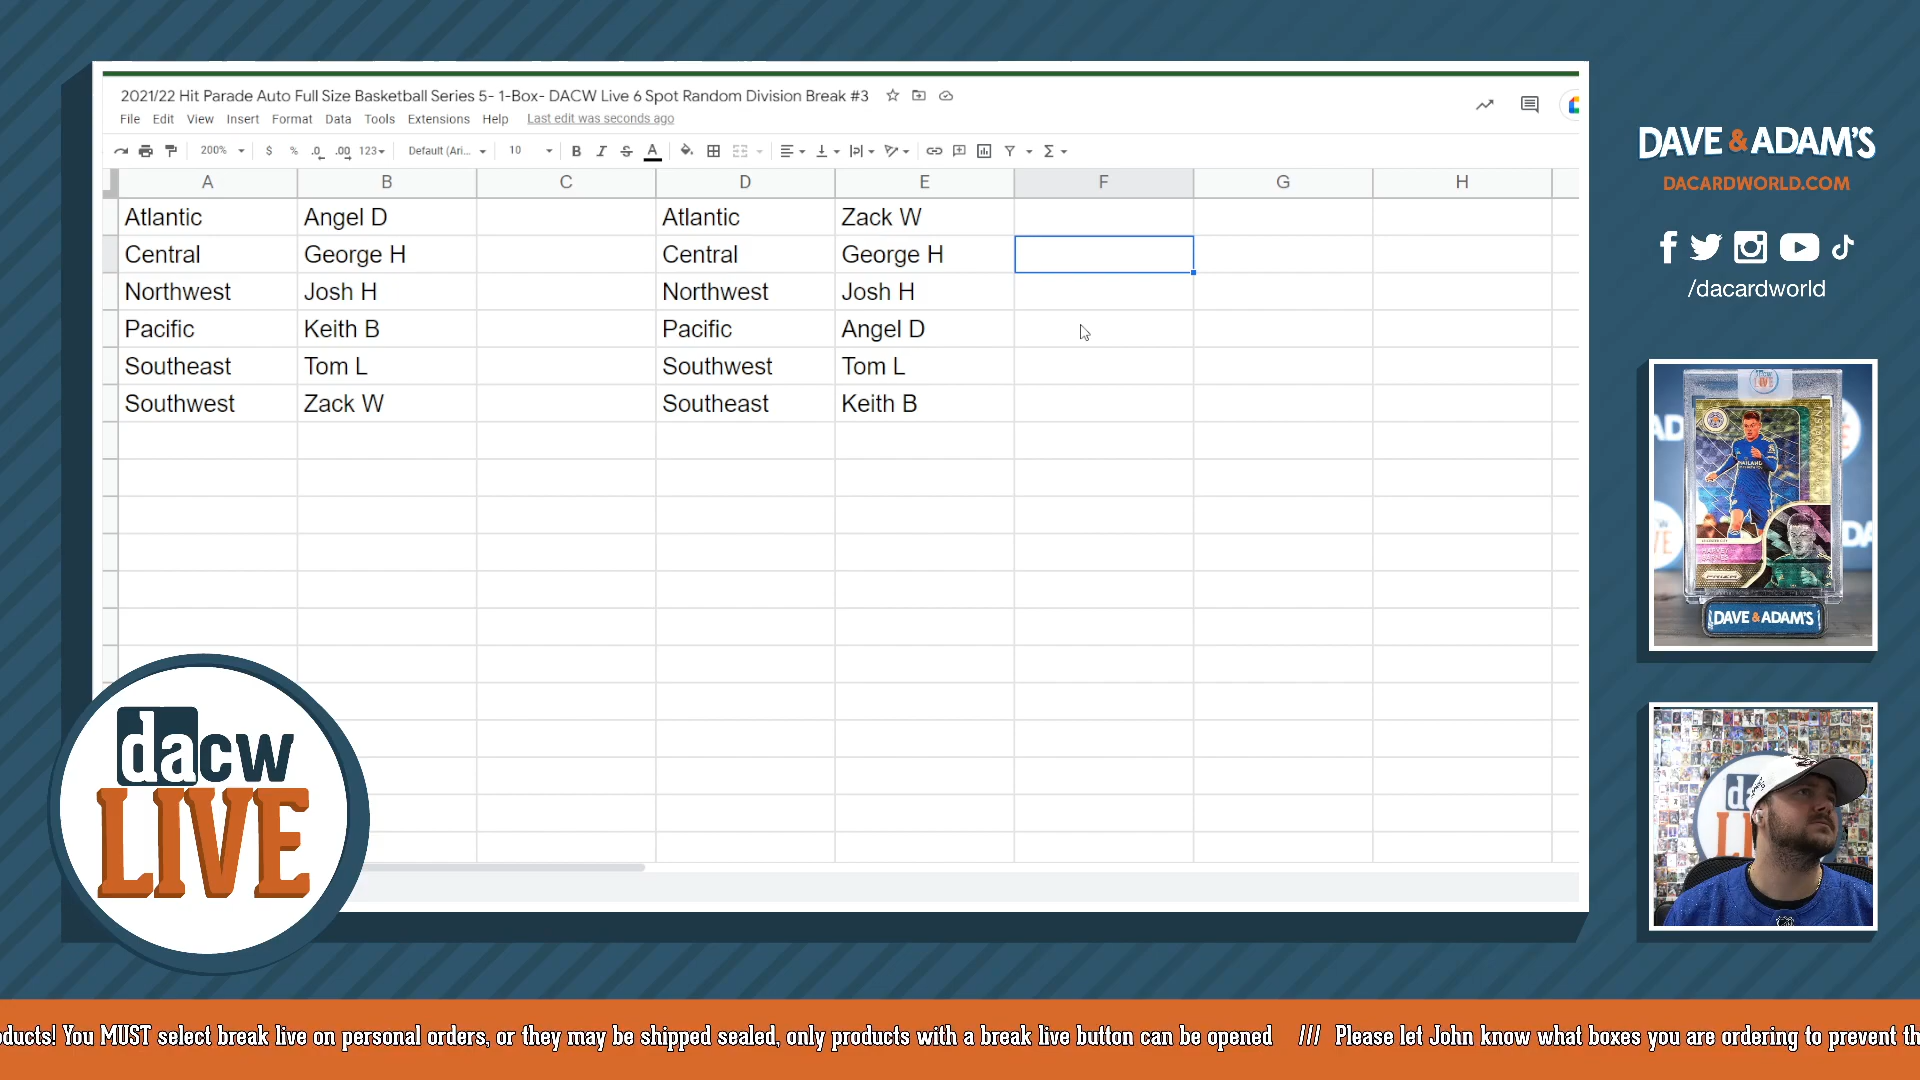 2021/22 Hit Parade Auto Full Size Basketball Series 5- 1-Box- DACW Live 6 Spot Random Division Break #3
File Edit View Insert Format Data Tools Extensions Help Last edit was seconds ago
200% $ % .0 .00 123 Default (Ari... 10 B I S A
A B C D E F G H
Atlantic Angel D Atlantic Zack W
Central George H Central George H
Northwest Josh H Northwest Josh H
Pacific Keith B Pacific Angel D
Southeast Tom L Southwest Tom L
Southwest Zack W Southeast Keith B
dacw
LIVE
DAVE & ADAM'S
DACARDWORLD.COM
/dacardworld
PRIZM
DAVE & ADAM'S
oducts! You MUST select break live on personal orders, or they may be shipped sealed, only products with a break live button can be opened /// Please let John know what boxes you are ordering to prevent th